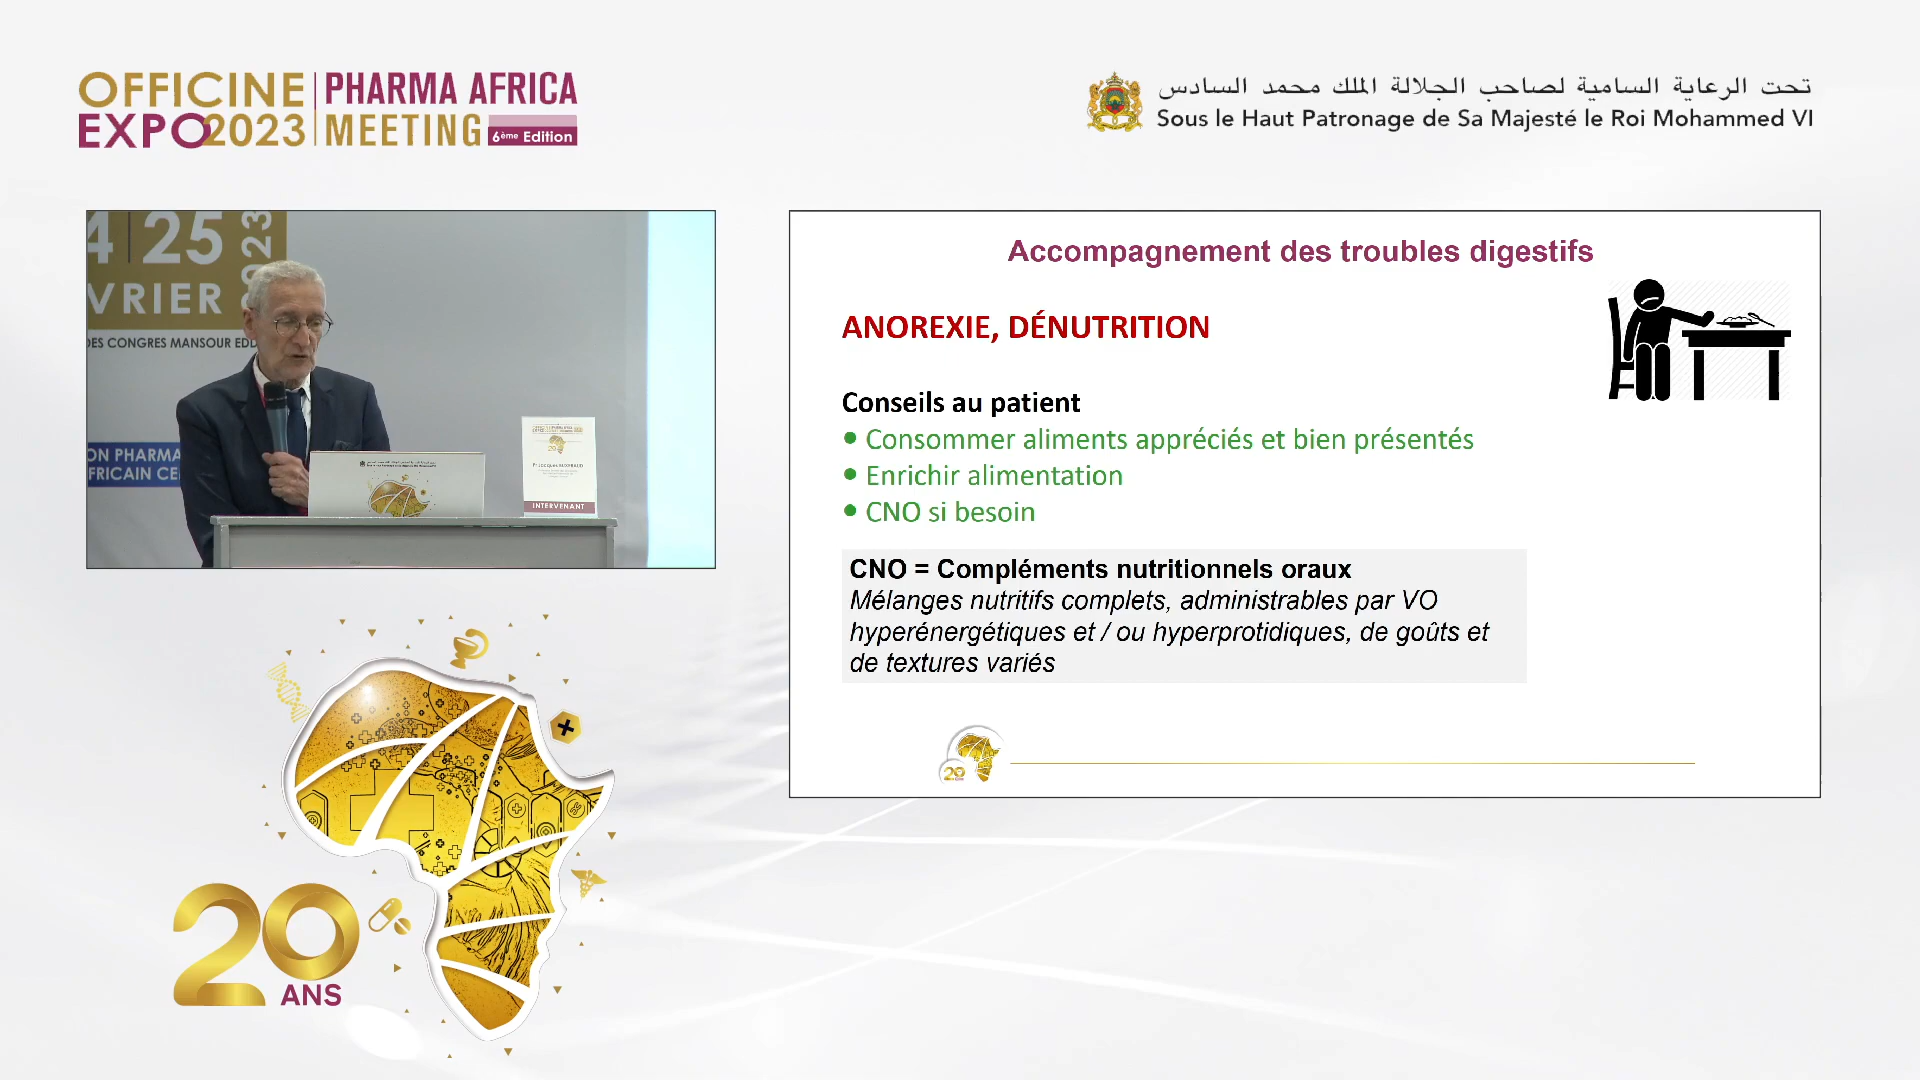 OFFICINE
EXPO2023
PHARMA AFRICA
MEETING
6ème Edition
تحت الرعاية السامية لصاحب الجلالة الملك محمد السادس
Sous le Haut Patronage de Sa Majesté le Roi Mohammed VI
4 25
2023
VRIER
DES CONGRES MANSOUR EDD
ON PHARMA
FRICAIN CE
INTERVENANT
Accompagnement des troubles digestifs
ANOREXIE, DÉNUTRITION
Conseils au patient
• Consommer aliments appréciés et bien présentés
• Enrichir alimentation
• CNO si besoin
CNO = Compléments nutritionnels oraux
Mélanges nutritifs complets, administrables par VO
hyperénergétiques et / ou hyperprotidiques, de goûts et
de textures variés
20
20
ANS